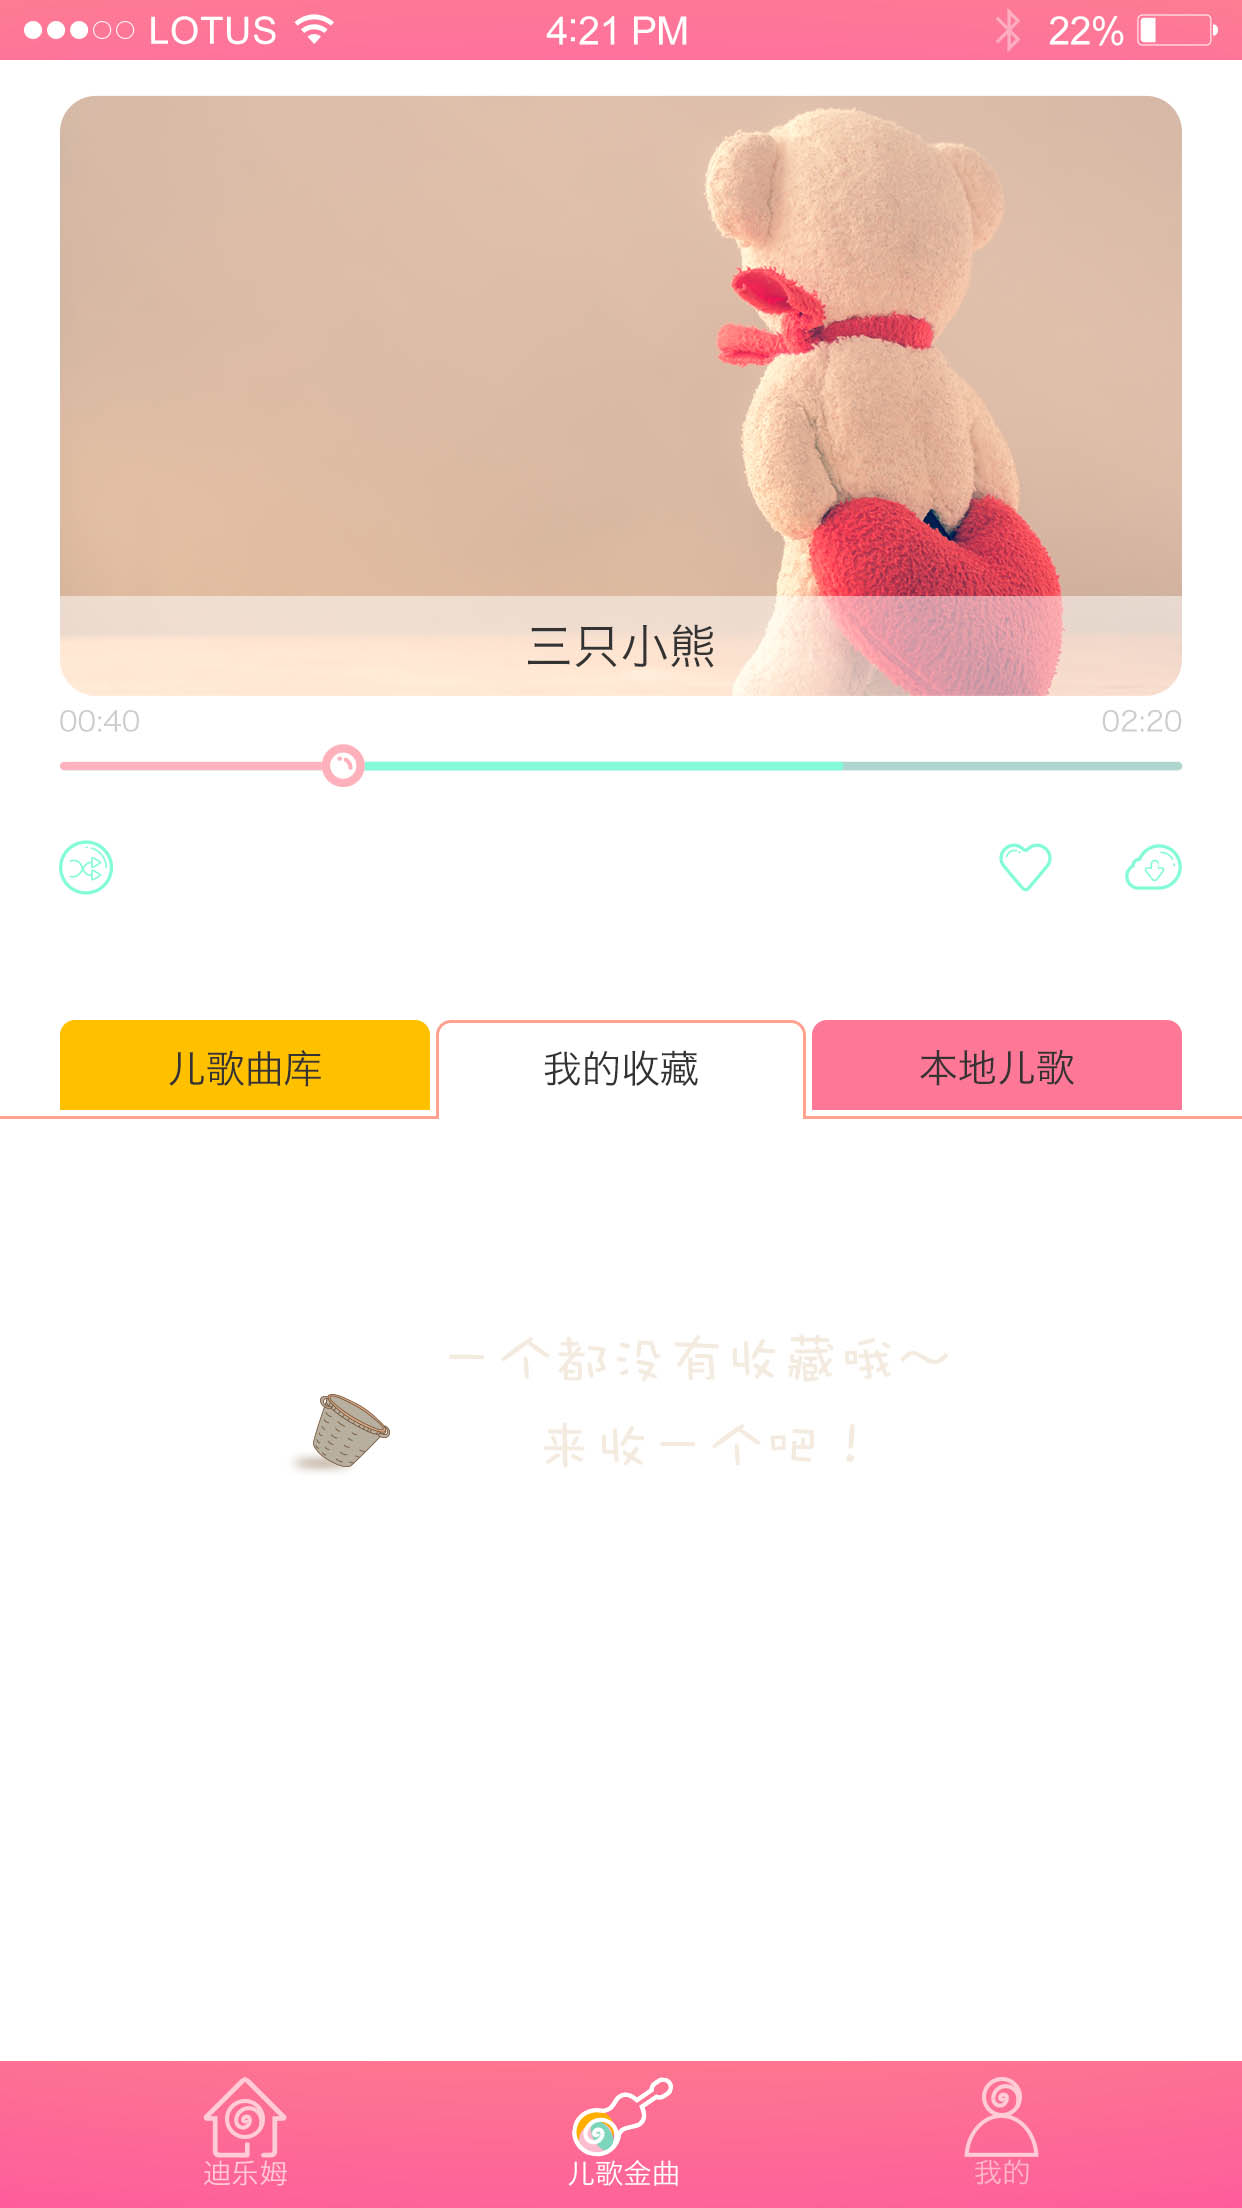 LOTUS 4:21 PM 22%
三只小熊
00:40 02:20
儿歌曲库 我的收藏 本地儿歌
一个都没有收藏哦～
来收一个吧！
迪乐姆 儿歌金曲 我的